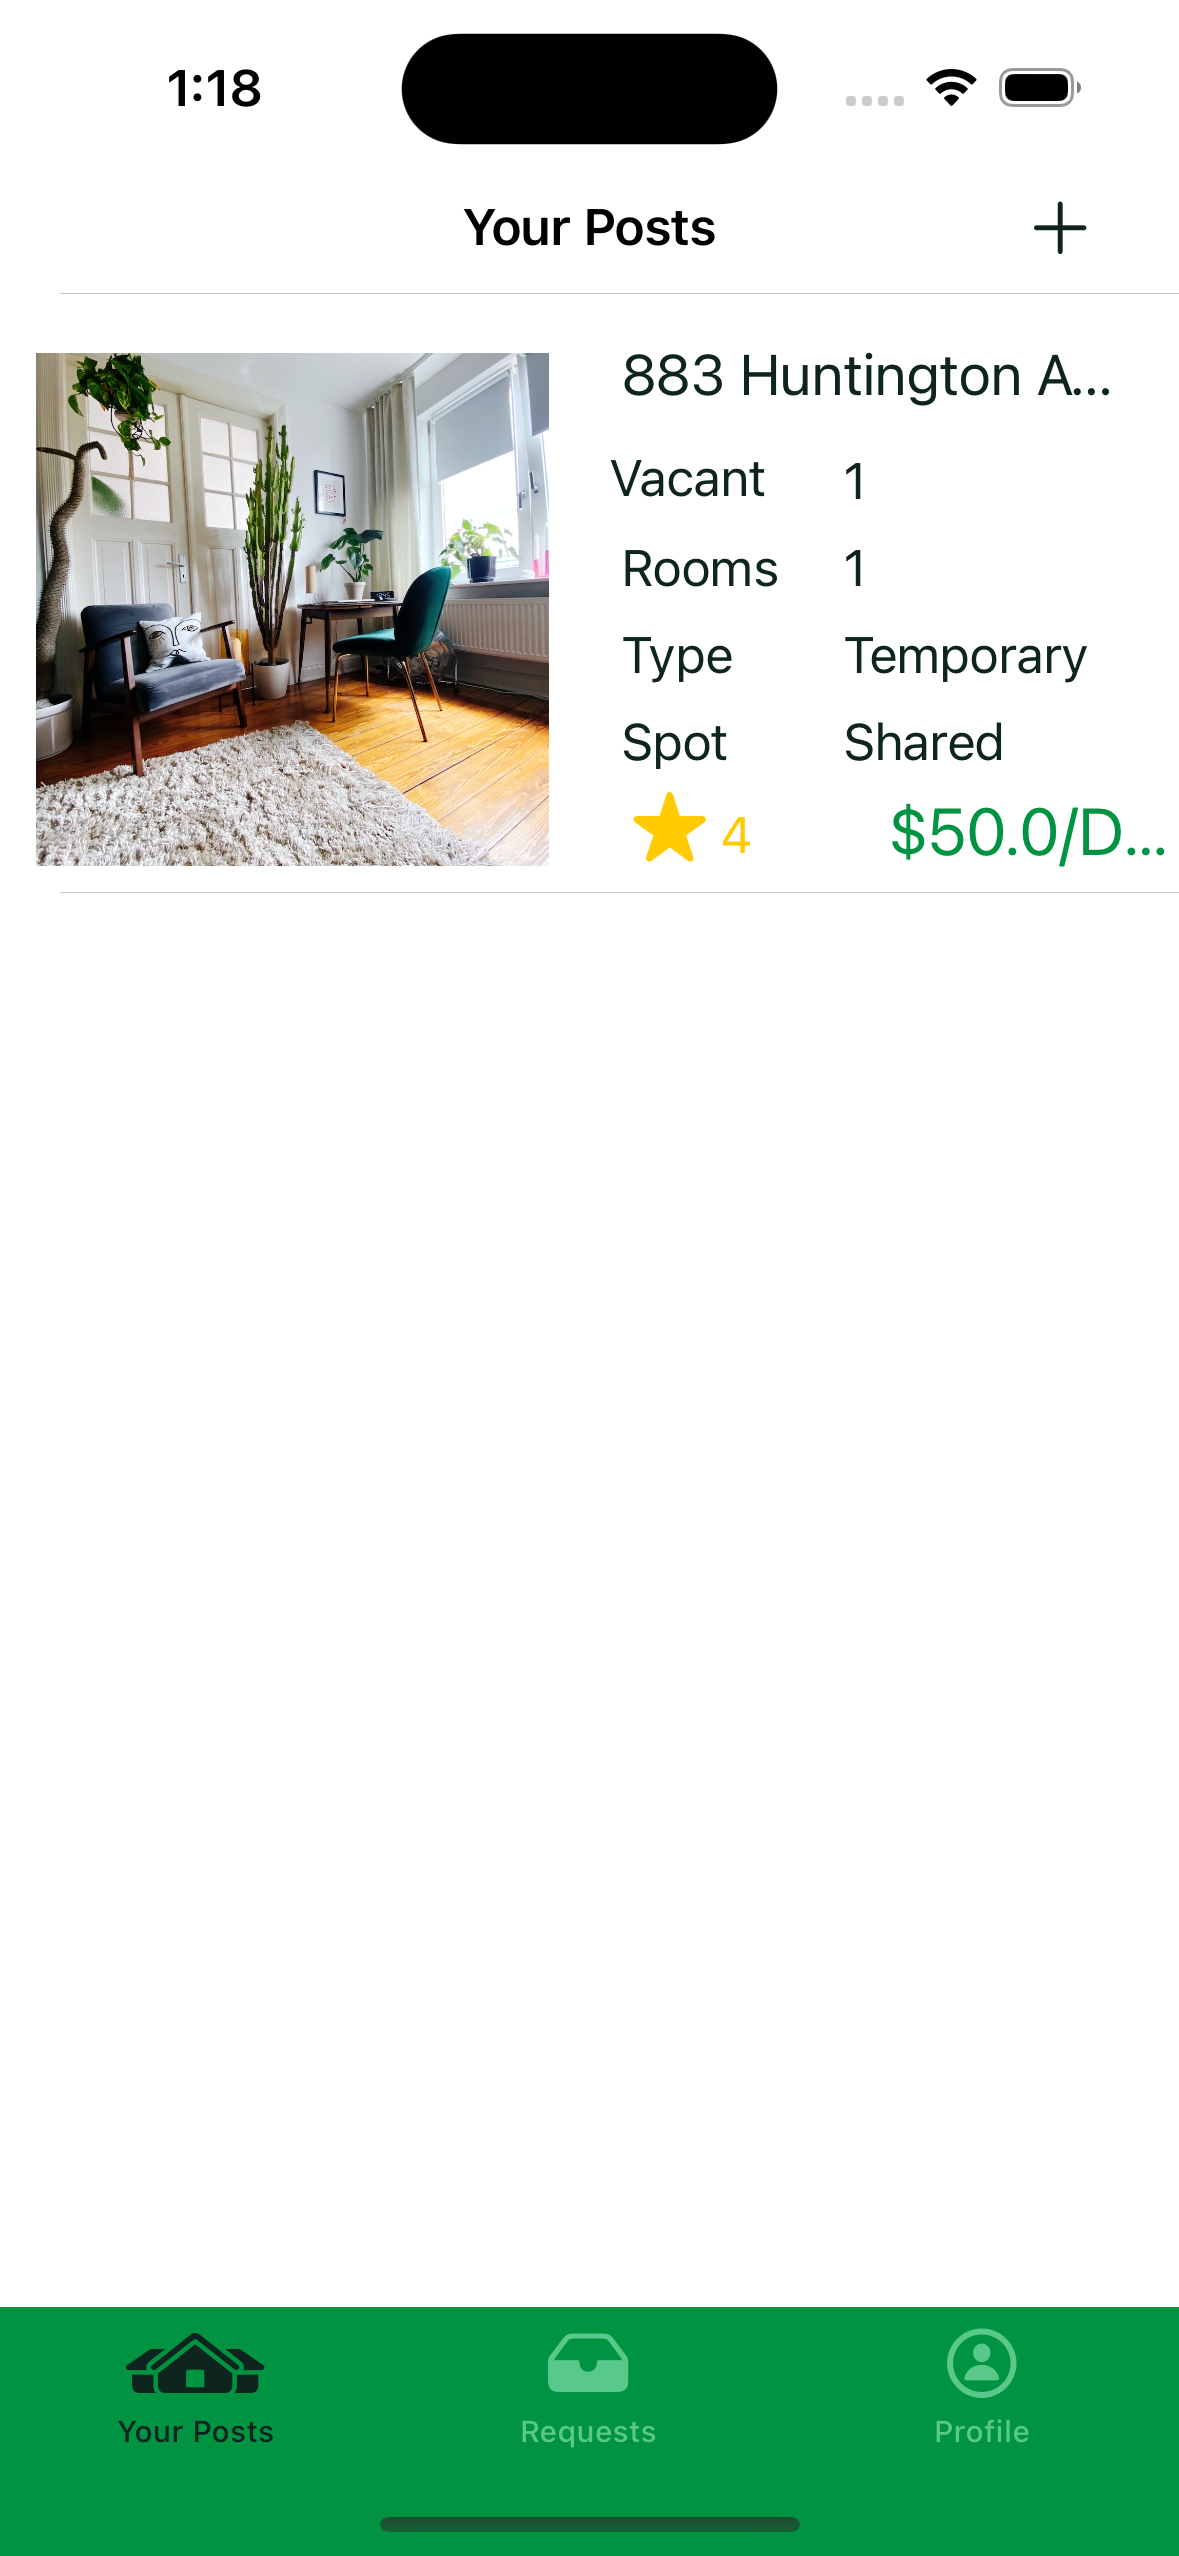 1:18
Your Posts
883 Huntington A...
Vacant 1
Rooms 1
Type Temporary
Spot Shared
4 $50.0/D...
Your Posts Requests Profile